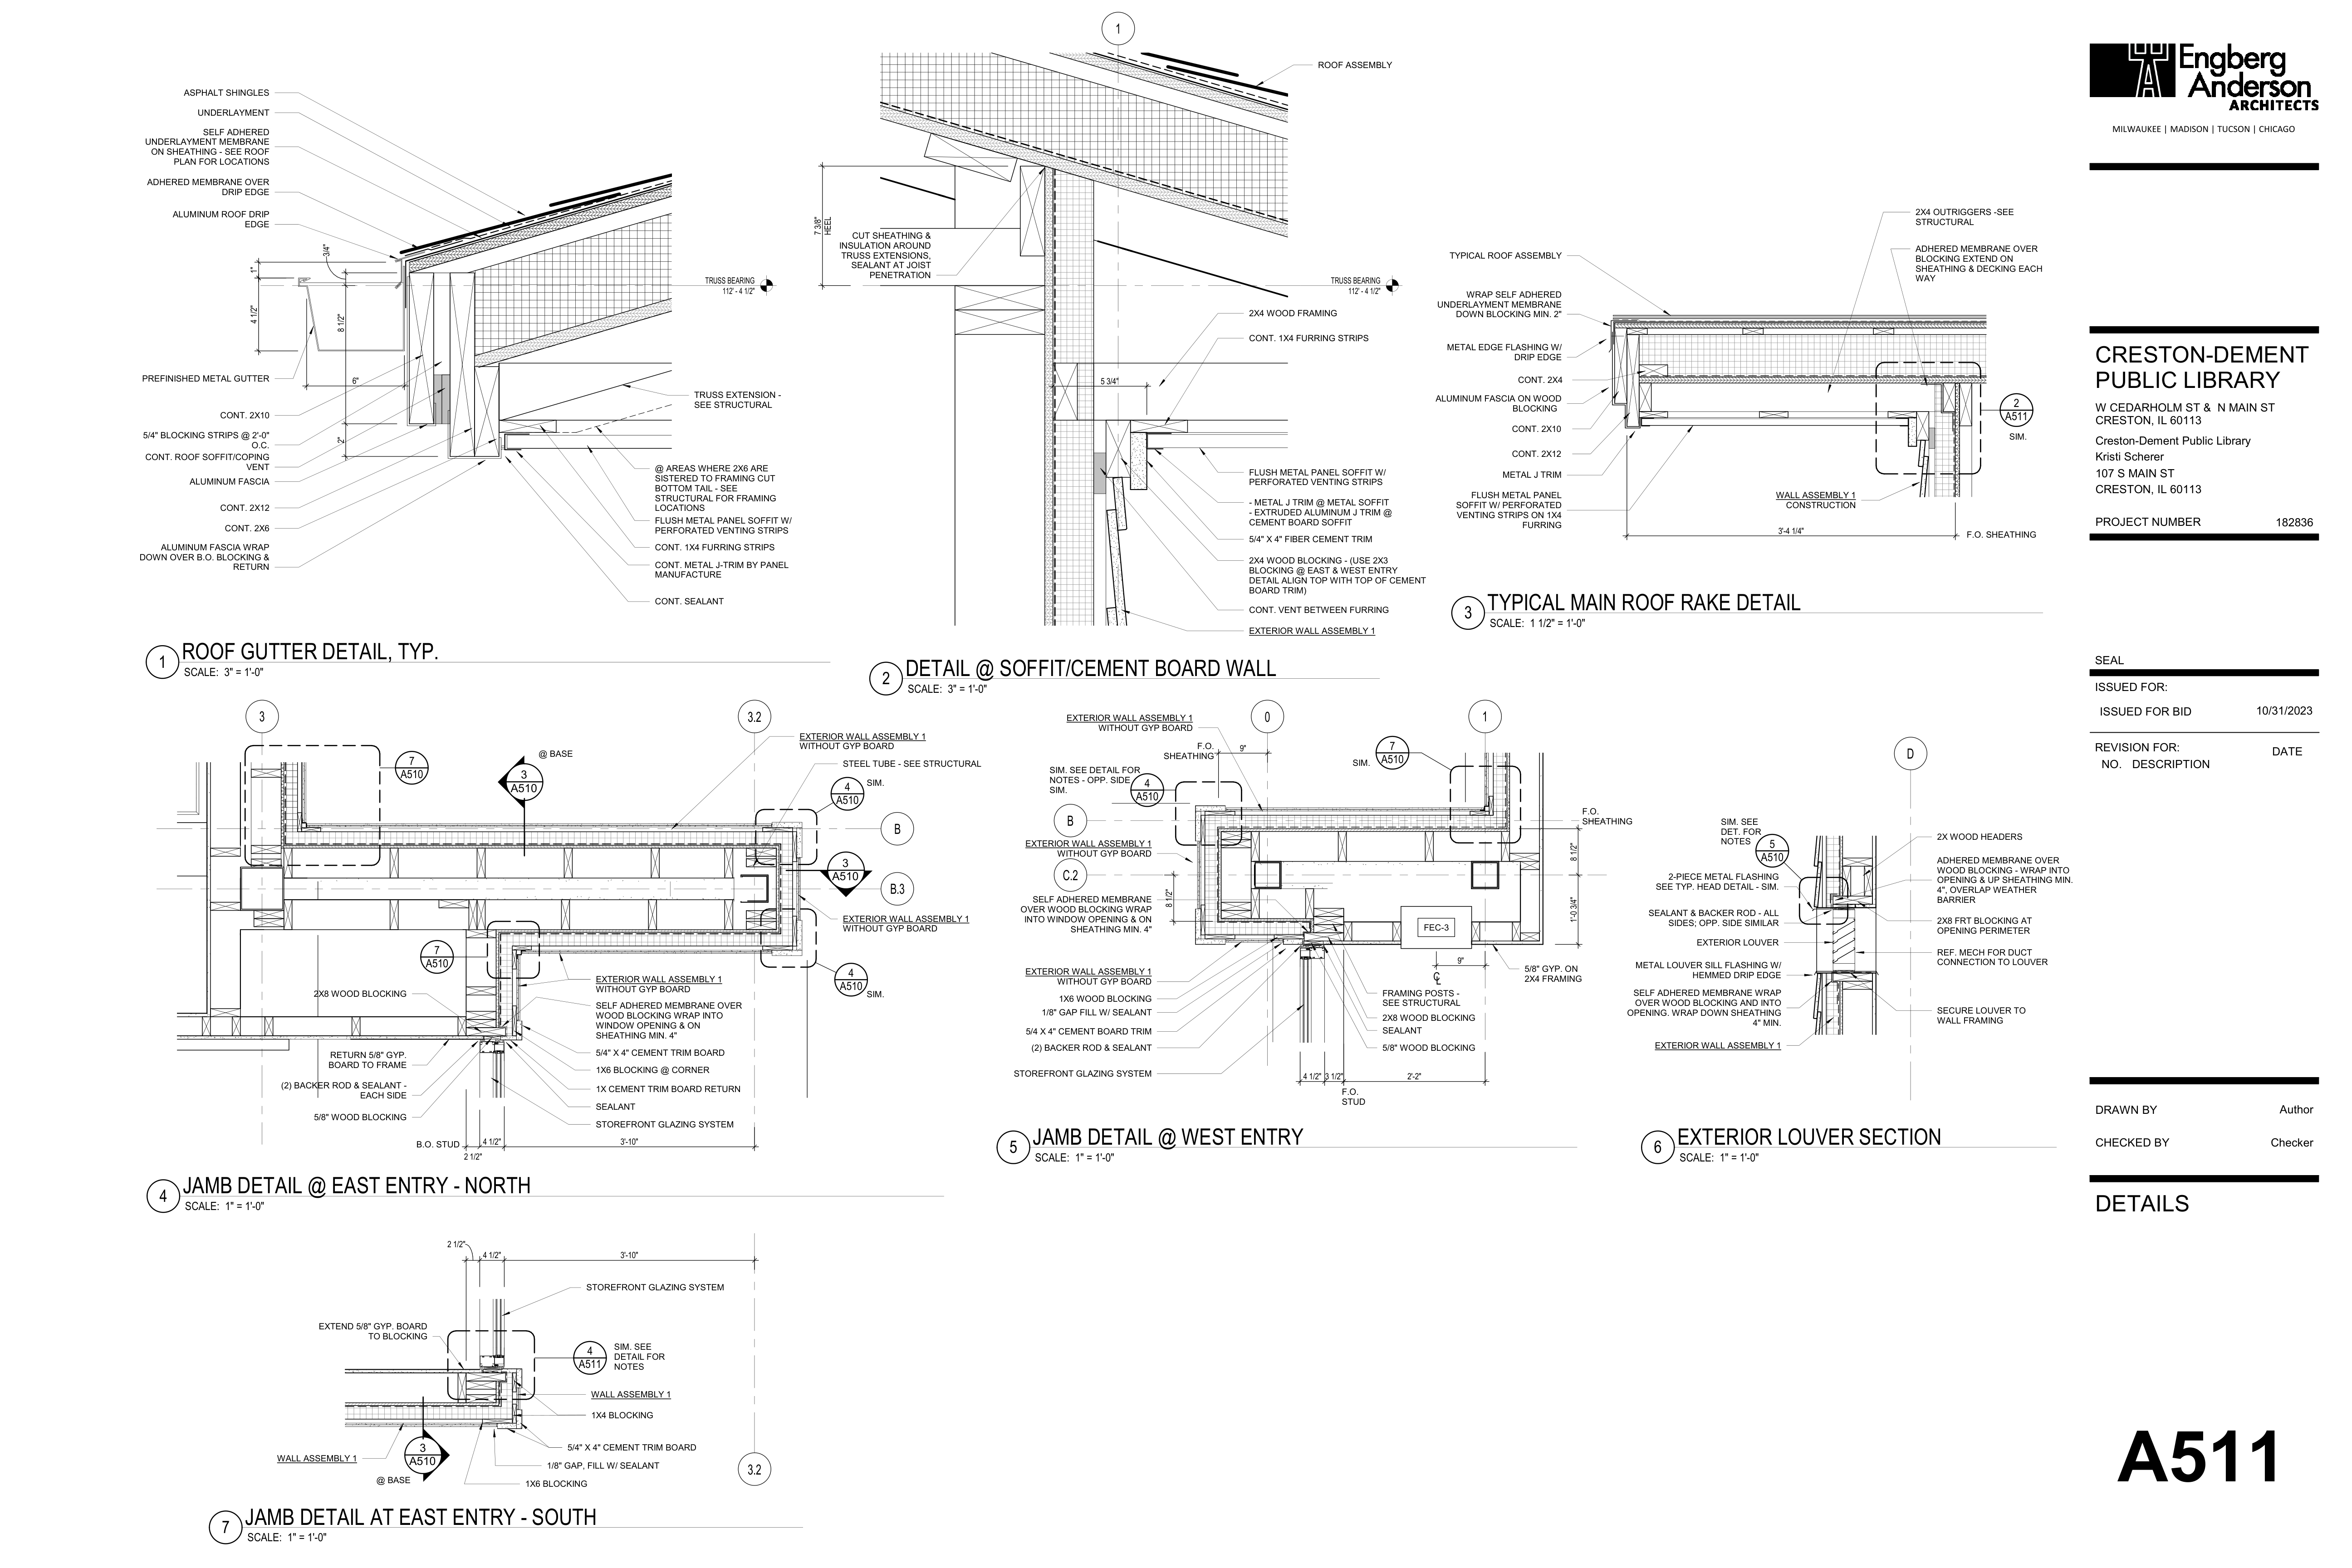 ASPHALT SHINGLES
UNDERLAYMENT
SELF ADHERED
UNDERLAYMENT MEMBRANE
ON SHEATHING - SEE ROOF
PLAN FOR LOCATIONS
ADHERED MEMBRANE OVER
DRIP EDGE
ALUMINUM ROOF DRIP
EDGE
3/4"
1"
4 1/2"
8 1/2"
6"
2"
PREFINISHED METAL GUTTER
CONT. 2X10
5/4" BLOCKING STRIPS @ 2'-0"
O.C.
CONT. ROOF SOFFIT/COPING
VENT
ALUMINUM FASCIA
CONT. 2X12
CONT. 2X6
ALUMINUM FASCIA WRAP
DOWN OVER B.O. BLOCKING &
RETURN
TRUSS BEARING
112' - 4 1/2"
TRUSS EXTENSION -
SEE STRUCTURAL
@ AREAS WHERE 2X6 ARE
SISTERED TO FRAMING CUT
BOTTOM TAIL - SEE
STRUCTURAL FOR FRAMING
LOCATIONS
FLUSH METAL PANEL SOFFIT W/
PERFORATED VENTING STRIPS
CONT. 1X4 FURRING STRIPS
CONT. METAL J-TRIM BY PANEL
MANUFACTURE
CONT. SEALANT
1
ROOF GUTTER DETAIL, TYP.
SCALE: 3" = 1'-0"
1
ROOF ASSEMBLY
7 3/8"
HEEL
CUT SHEATHING &
INSULATION AROUND
TRUSS EXTENSIONS,
SEALANT AT JOIST
PENETRATION
TRUSS BEARING
112' - 4 1/2"
2X4 WOOD FRAMING
CONT. 1X4 FURRING STRIPS
5 3/4"
FLUSH METAL PANEL SOFFIT W/
PERFORATED VENTING STRIPS
- METAL J TRIM @ METAL SOFFIT
- EXTRUDED ALUMINUM J TRIM @
CEMENT BOARD SOFFIT
5/4" X 4" FIBER CEMENT TRIM
2X4 WOOD BLOCKING - (USE 2X3
BLOCKING @ EAST & WEST ENTRY
DETAIL ALIGN TOP WITH TOP OF CEMENT
BOARD TRIM)
CONT. VENT BETWEEN FURRING
EXTERIOR WALL ASSEMBLY 1
2
DETAIL @ SOFFIT/CEMENT BOARD WALL
SCALE: 3" = 1'-0"
2X4 OUTRIGGERS -SEE
STRUCTURAL
ADHERED MEMBRANE OVER
BLOCKING EXTEND ON
SHEATHING & DECKING EACH
WAY
TYPICAL ROOF ASSEMBLY
WRAP SELF ADHERED
UNDERLAYMENT MEMBRANE
DOWN BLOCKING MIN. 2"
METAL EDGE FLASHING W/
DRIP EDGE
CONT. 2X4
ALUMINUM FASCIA ON WOOD
BLOCKING
CONT. 2X10
CONT. 2X12
METAL J TRIM
FLUSH METAL PANEL
SOFFIT W/ PERFORATED
VENTING STRIPS ON 1X4
FURRING
2
A511
SIM.
WALL ASSEMBLY 1
CONSTRUCTION
3'-4 1/4"
F.O. SHEATHING
3
TYPICAL MAIN ROOF RAKE DETAIL
SCALE: 1 1/2" = 1'-0"
3
3.2
7
A510
@ BASE
3
A510
EXTERIOR WALL ASSEMBLY 1
WITHOUT GYP BOARD
STEEL TUBE - SEE STRUCTURAL
4
A510
SIM.
B
3
A510
B.3
EXTERIOR WALL ASSEMBLY 1
WITHOUT GYP BOARD
7
A510
4
A510
SIM.
2X8 WOOD BLOCKING
EXTERIOR WALL ASSEMBLY 1
WITHOUT GYP BOARD
SELF ADHERED MEMBRANE OVER
WOOD BLOCKING WRAP INTO
WINDOW OPENING & ON
SHEATHING MIN. 4"
RETURN 5/8" GYP.
BOARD TO FRAME
(2) BACKER ROD & SEALANT -
EACH SIDE
5/8" WOOD BLOCKING
5/4" X 4" CEMENT TRIM BOARD
1X6 BLOCKING @ CORNER
1X CEMENT TRIM BOARD RETURN
SEALANT
STOREFRONT GLAZING SYSTEM
B.O. STUD
4 1/2"
3'-10"
2 1/2"
4
JAMB DETAIL @ EAST ENTRY - NORTH
SCALE: 1" = 1'-0"
EXTERIOR WALL ASSEMBLY 1
WITHOUT GYP BOARD
0
1
F.O.
SHEATHING
9"
7
A510
SIM.
SIM. SEE DETAIL FOR
NOTES - OPP. SIDE
SIM.
4
A510
B
F.O.
SHEATHING
EXTERIOR WALL ASSEMBLY 1
WITHOUT GYP BOARD
C.2
8 1/2"
8 1/2"
1'-0 3/4"
SELF ADHERED MEMBRANE
OVER WOOD BLOCKING WRAP
INTO WINDOW OPENING & ON
SHEATHING MIN. 4"
FEC-3
9"
CL
5/8" GYP. ON
2X4 FRAMING
EXTERIOR WALL ASSEMBLY 1
WITHOUT GYP BOARD
1X6 WOOD BLOCKING
1/8" GAP FILL W/ SEALANT
5/4 X 4" CEMENT BOARD TRIM
(2) BACKER ROD & SEALANT
STOREFRONT GLAZING SYSTEM
FRAMING POSTS -
SEE STRUCTURAL
2X8 WOOD BLOCKING
SEALANT
5/8" WOOD BLOCKING
4 1/2"
3 1/2"
2'-2"
F.O.
STUD
5
JAMB DETAIL @ WEST ENTRY
SCALE: 1" = 1'-0"
D
SIM. SEE
DET. FOR
NOTES
5
A510
2-PIECE METAL FLASHING
SEE TYP. HEAD DETAIL - SIM.
SEALANT & BACKER ROD - ALL
SIDES; OPP. SIDE SIMILAR
EXTERIOR LOUVER
METAL LOUVER SILL FLASHING W/
HEMMED DRIP EDGE
SELF ADHERED MEMBRANE WRAP
OVER WOOD BLOCKING AND INTO
OPENING. WRAP DOWN SHEATHING
4" MIN.
EXTERIOR WALL ASSEMBLY 1
2X WOOD HEADERS
ADHERED MEMBRANE OVER
WOOD BLOCKING - WRAP INTO
OPENING & UP SHEATHING MIN.
4", OVERLAP WEATHER
BARRIER
2X8 FRT BLOCKING AT
OPENING PERIMETER
REF. MECH FOR DUCT
CONNECTION TO LOUVER
SECURE LOUVER TO
WALL FRAMING
6
EXTERIOR LOUVER SECTION
SCALE: 1" = 1'-0"
2 1/2"
4 1/2"
3'-10"
STOREFRONT GLAZING SYSTEM
EXTEND 5/8" GYP. BOARD
TO BLOCKING
4
A511
SIM. SEE
DETAIL FOR
NOTES
WALL ASSEMBLY 1
1X4 BLOCKING
5/4" X 4" CEMENT TRIM BOARD
WALL ASSEMBLY 1
3
A510
@ BASE
1/8" GAP, FILL W/ SEALANT
1X6 BLOCKING
3.2
7
JAMB DETAIL AT EAST ENTRY - SOUTH
SCALE: 1" = 1'-0"
Engberg
Anderson
ARCHITECTS
MILWAUKEE | MADISON | TUCSON | CHICAGO
CRESTON-DEMENT
PUBLIC LIBRARY
W CEDARHOLM ST & N MAIN ST
CRESTON, IL 60113
Creston-Dement Public Library
Kristi Scherer
107 S MAIN ST
CRESTON, IL 60113
PROJECT NUMBER 182836
SEAL
ISSUED FOR:
ISSUED FOR BID 10/31/2023
REVISION FOR: DATE
NO. DESCRIPTION
DRAWN BY Author
CHECKED BY Checker
DETAILS
A511